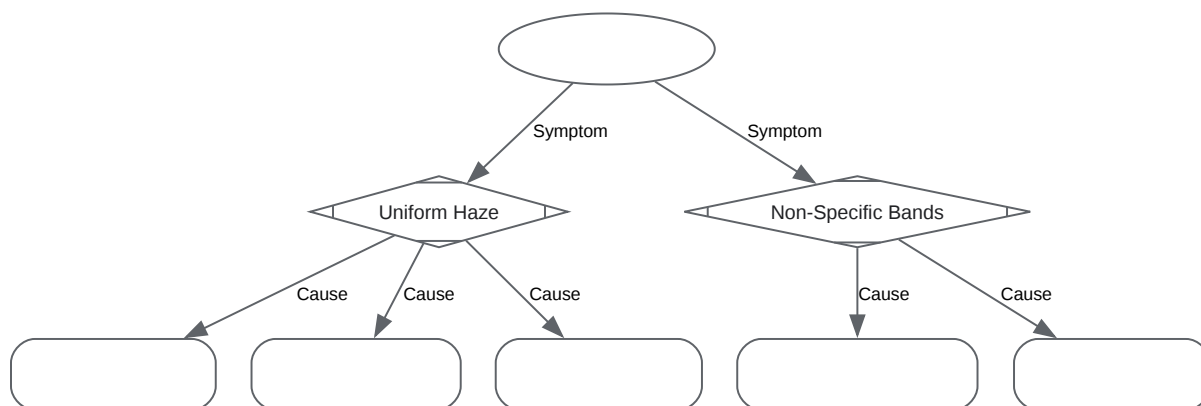 Symptom
Symptom
Uniform Haze
Non-Specific Bands
Cause
Cause
Cause
Cause
Cause